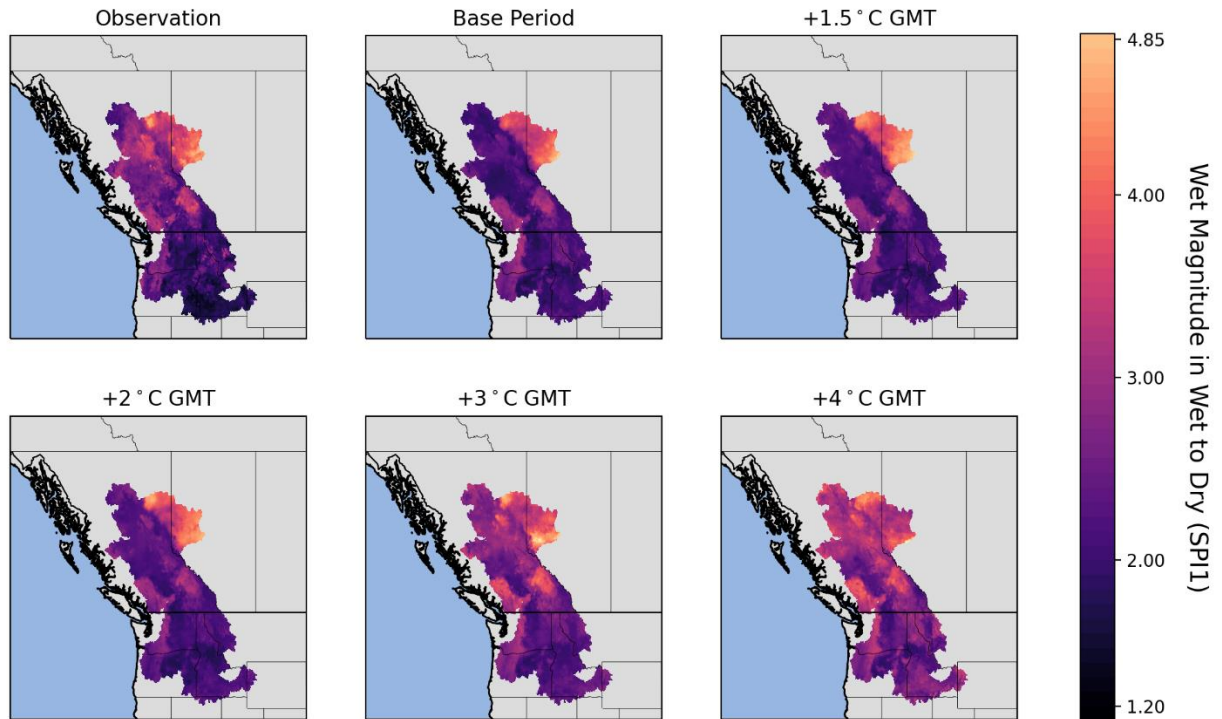 Observation
Base Period
+1.5°C GMT
+2°C GMT
+3°C GMT
+4°C GMT
4.85
4.00
3.00
2.00
1.20
Wet Magnitude in Wet to Dry (SPI1)